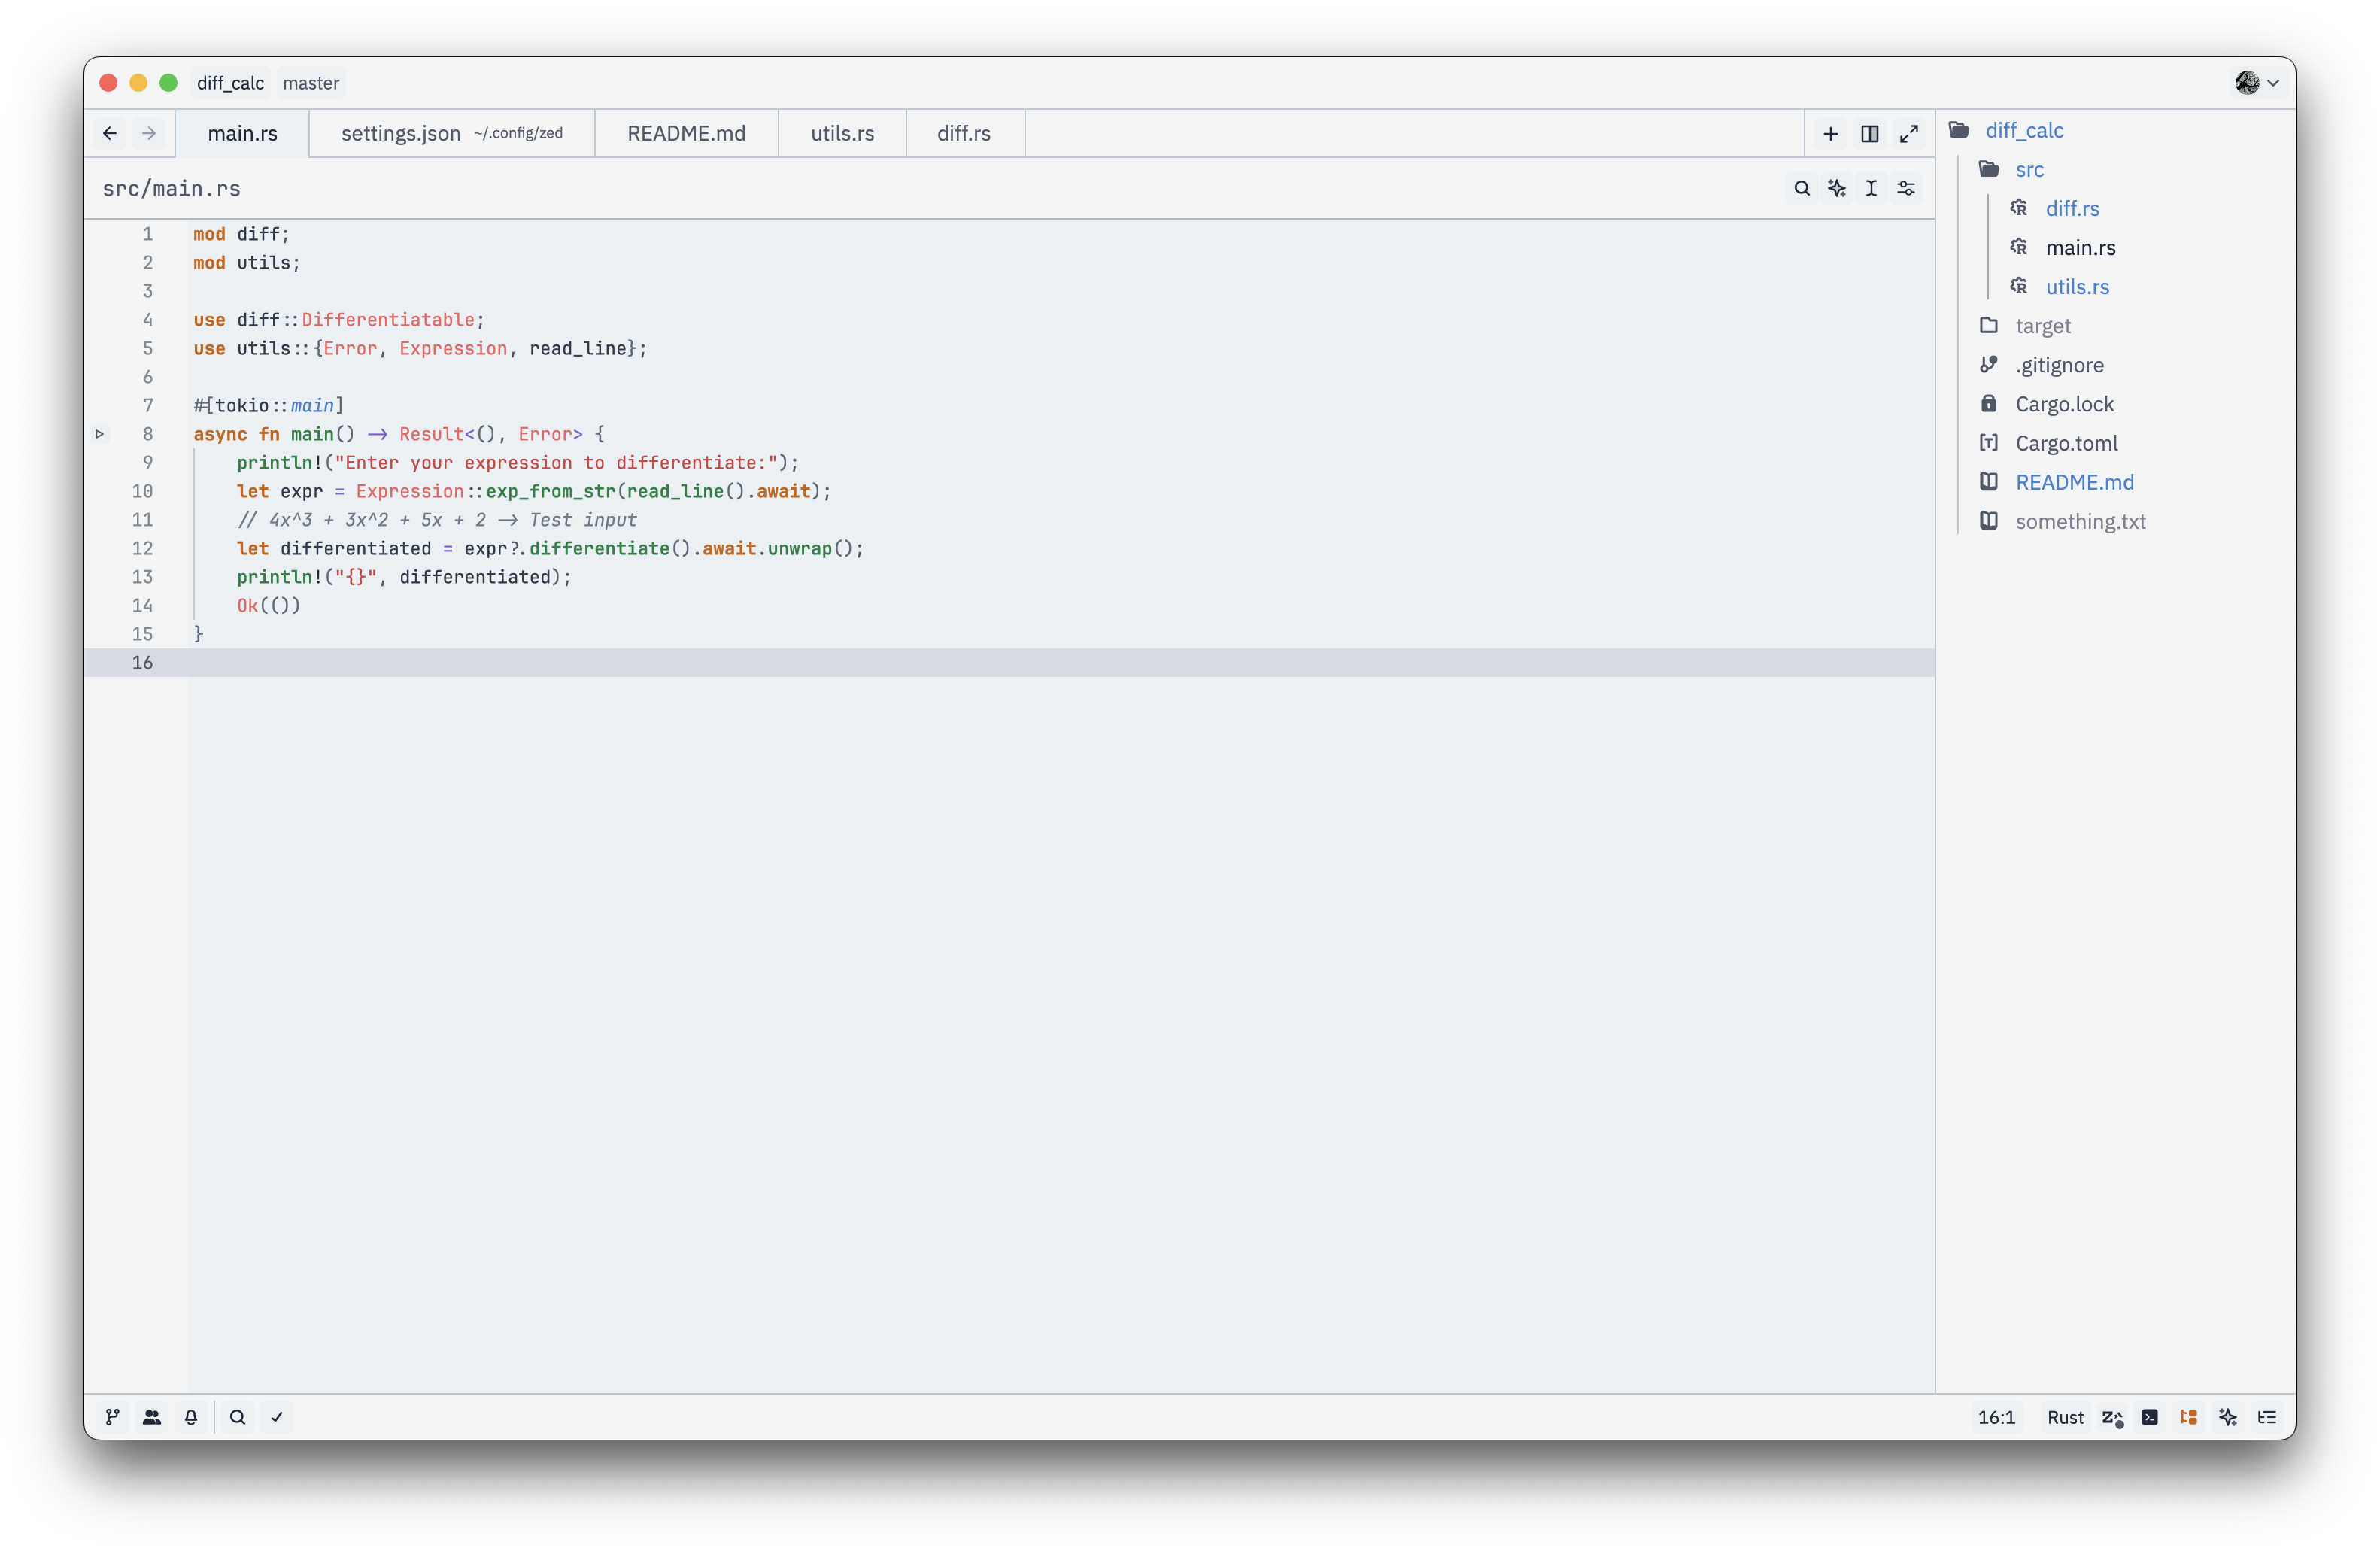 diff_calc master
main.rs settings.json ~/.config/zed README.md utils.rs diff.rs
src/main.rs
1 mod diff;
2 mod utils;
3
4 use diff::Differentiatable;
5 use utils::{Error, Expression, read_line};
6
7 #[tokio::main]
8 async fn main() -> Result<(), Error> {
9     println!("Enter your expression to differentiate:");
10     let expr = Expression::exp_from_str(read_line().await);
11     // 4x^3 + 3x^2 + 5x + 2 -> Test input
12     let differentiated = expr?.differentiate().await.unwrap();
13     println!("{}", differentiated);
14     Ok(())
15 }
16
diff_calc
src
diff.rs
main.rs
utils.rs
target
.gitignore
Cargo.lock
Cargo.toml
README.md
something.txt
16:1 Rust